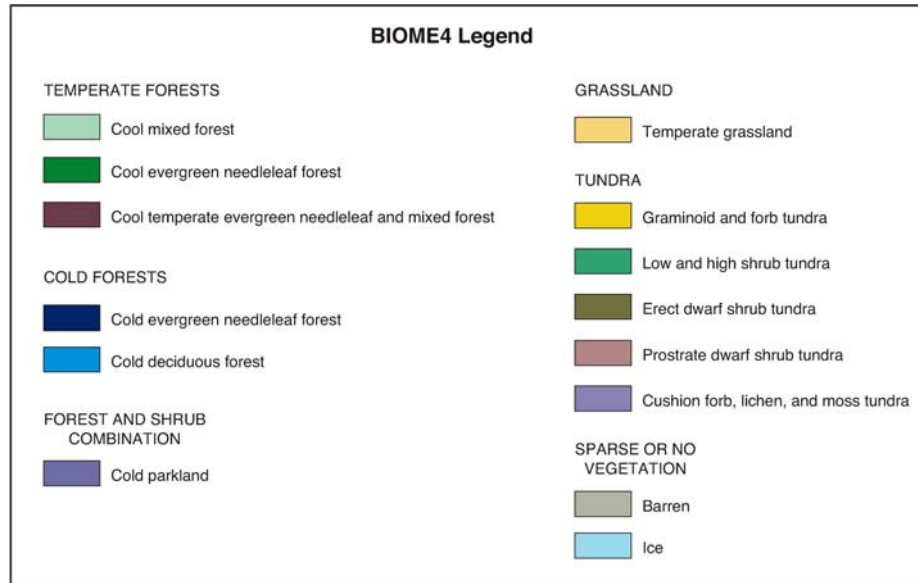 BIOME4 Legend
TEMPERATE FORESTS
Cool mixed forest
Cool evergreen needleleaf forest
Cool temperate evergreen needleleaf and mixed forest
COLD FORESTS
Cold evergreen needleleaf forest
Cold deciduous forest
FOREST AND SHRUB
COMBINATION
Cold parkland
GRASSLAND
Temperate grassland
TUNDRA
Graminoid and forb tundra
Low and high shrub tundra
Erect dwarf shrub tundra
Prostrate dwarf shrub tundra
Cushion forb, lichen, and moss tundra
SPARSE OR NO
VEGETATION
Barren
Ice